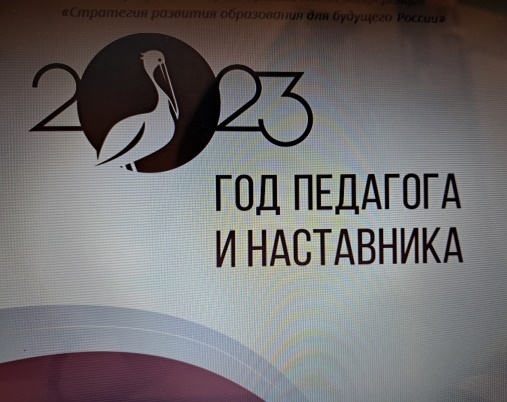 «Стратегия развития образования для будущего России»
2023
ГОД ПЕДАГОГА
И НАСТАВНИКА